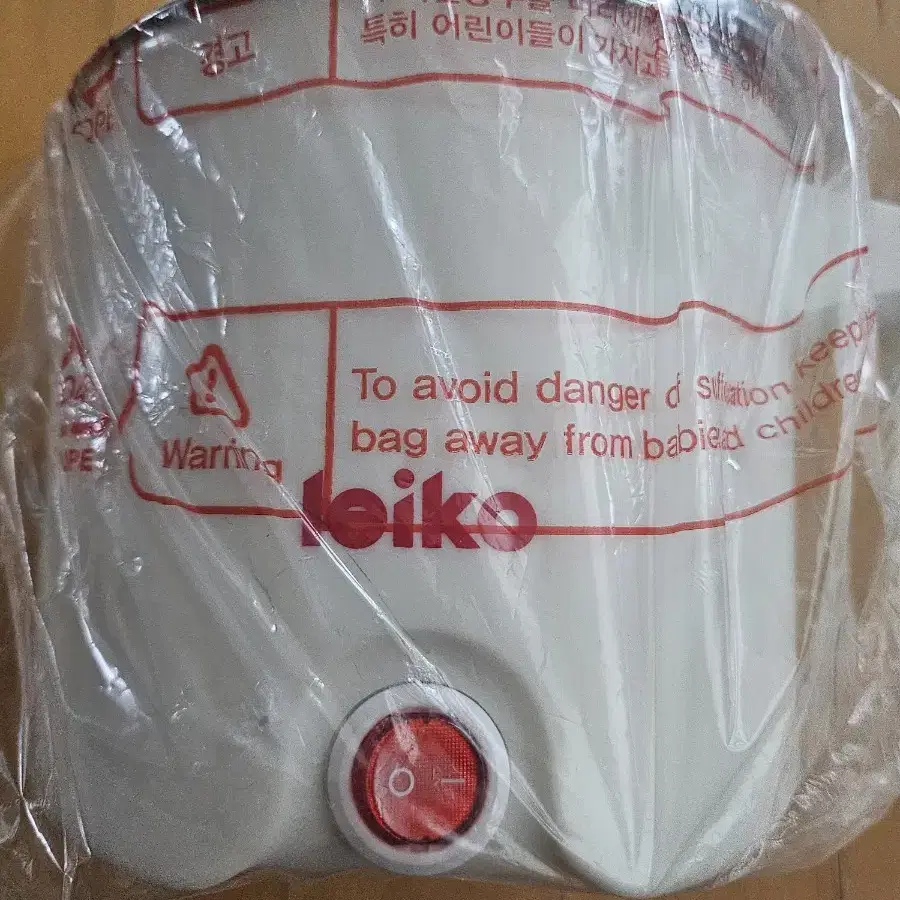 경고
특히 어린이들이 가지고
Warning
To avoid danger of suffocation keep
bag away from babies and children
leiko